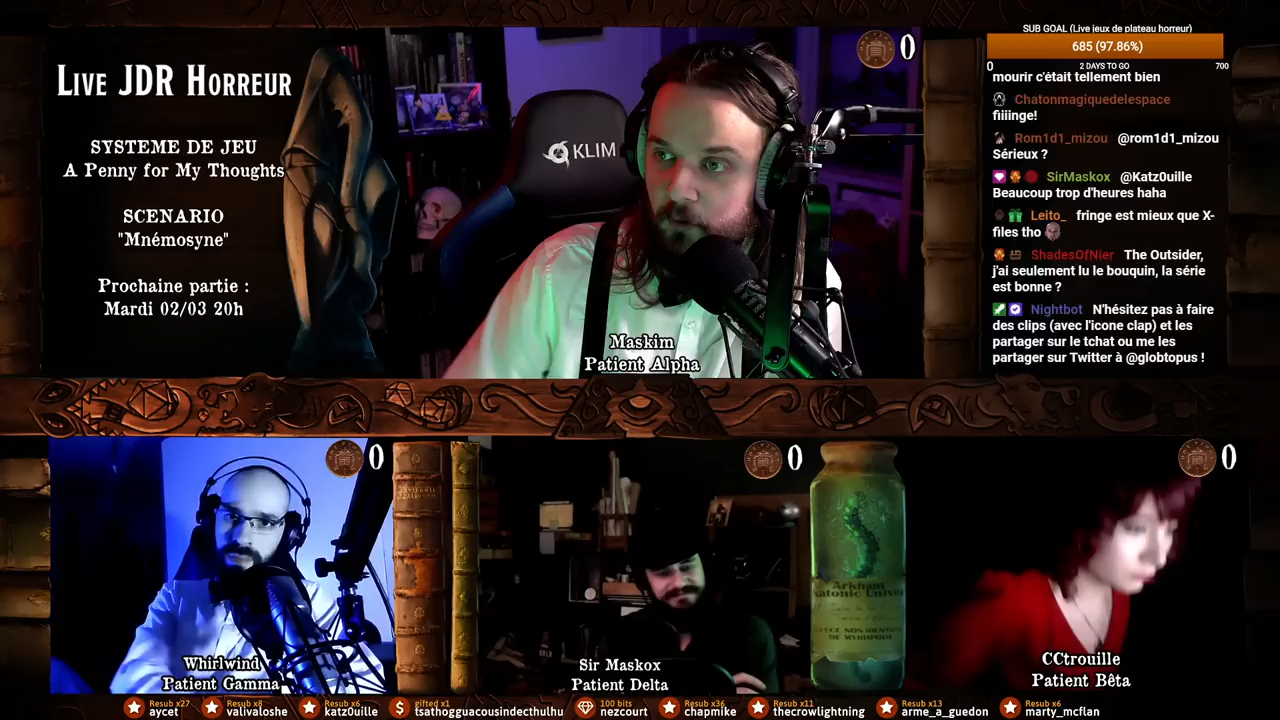 Live JDR Horreur
SYSTEME DE JEU
A Penny for My Thoughts
SCENARIO
"Mnémosyne"
Prochaine partie :
Mardi 02/03 20h
KLIM
0
Maskim
Patient Alpha
SUB GOAL (Live jeux de plateau horreur)
685 (97.86%)
0
2 DAYS TO GO
700
mourir c'était tellement bien
Chatonmagiquedelespace
fiiiinge!
Rom1d1_mizou @rom1d1_mizou
Sérieux ?
SirMaskox @Katz0uille
Beaucoup trop d'heures haha
Leito_ fringe est mieux que X-
files tho
ShadesOfNier The Outsider,
j'ai seulement lu le bouquin, la série
est bonne ?
Nightbot N'hésitez pas à faire
des clips (avec l'icone clap) et les
partager sur le tchat ou me les
partager sur Twitter à @globtopus !
0
Whirlwind
Patient Gamma
0
Sir Maskox
Patient Delta
Arkham
katonic Univer
DE MYRIAPODE
0
CCtrouille
Patient Bêta
Resub x27
aycet
Resub x8
valivaloshe
Resub x6
katz0uille
gifted x1
tsathogguacousindecthulhu
100 bits
nezcourt
Resub x36
chapmike
Resub x11
thecrowlightning
Resub x13
arme_a_guedon
Resub x6
marty_mcflan